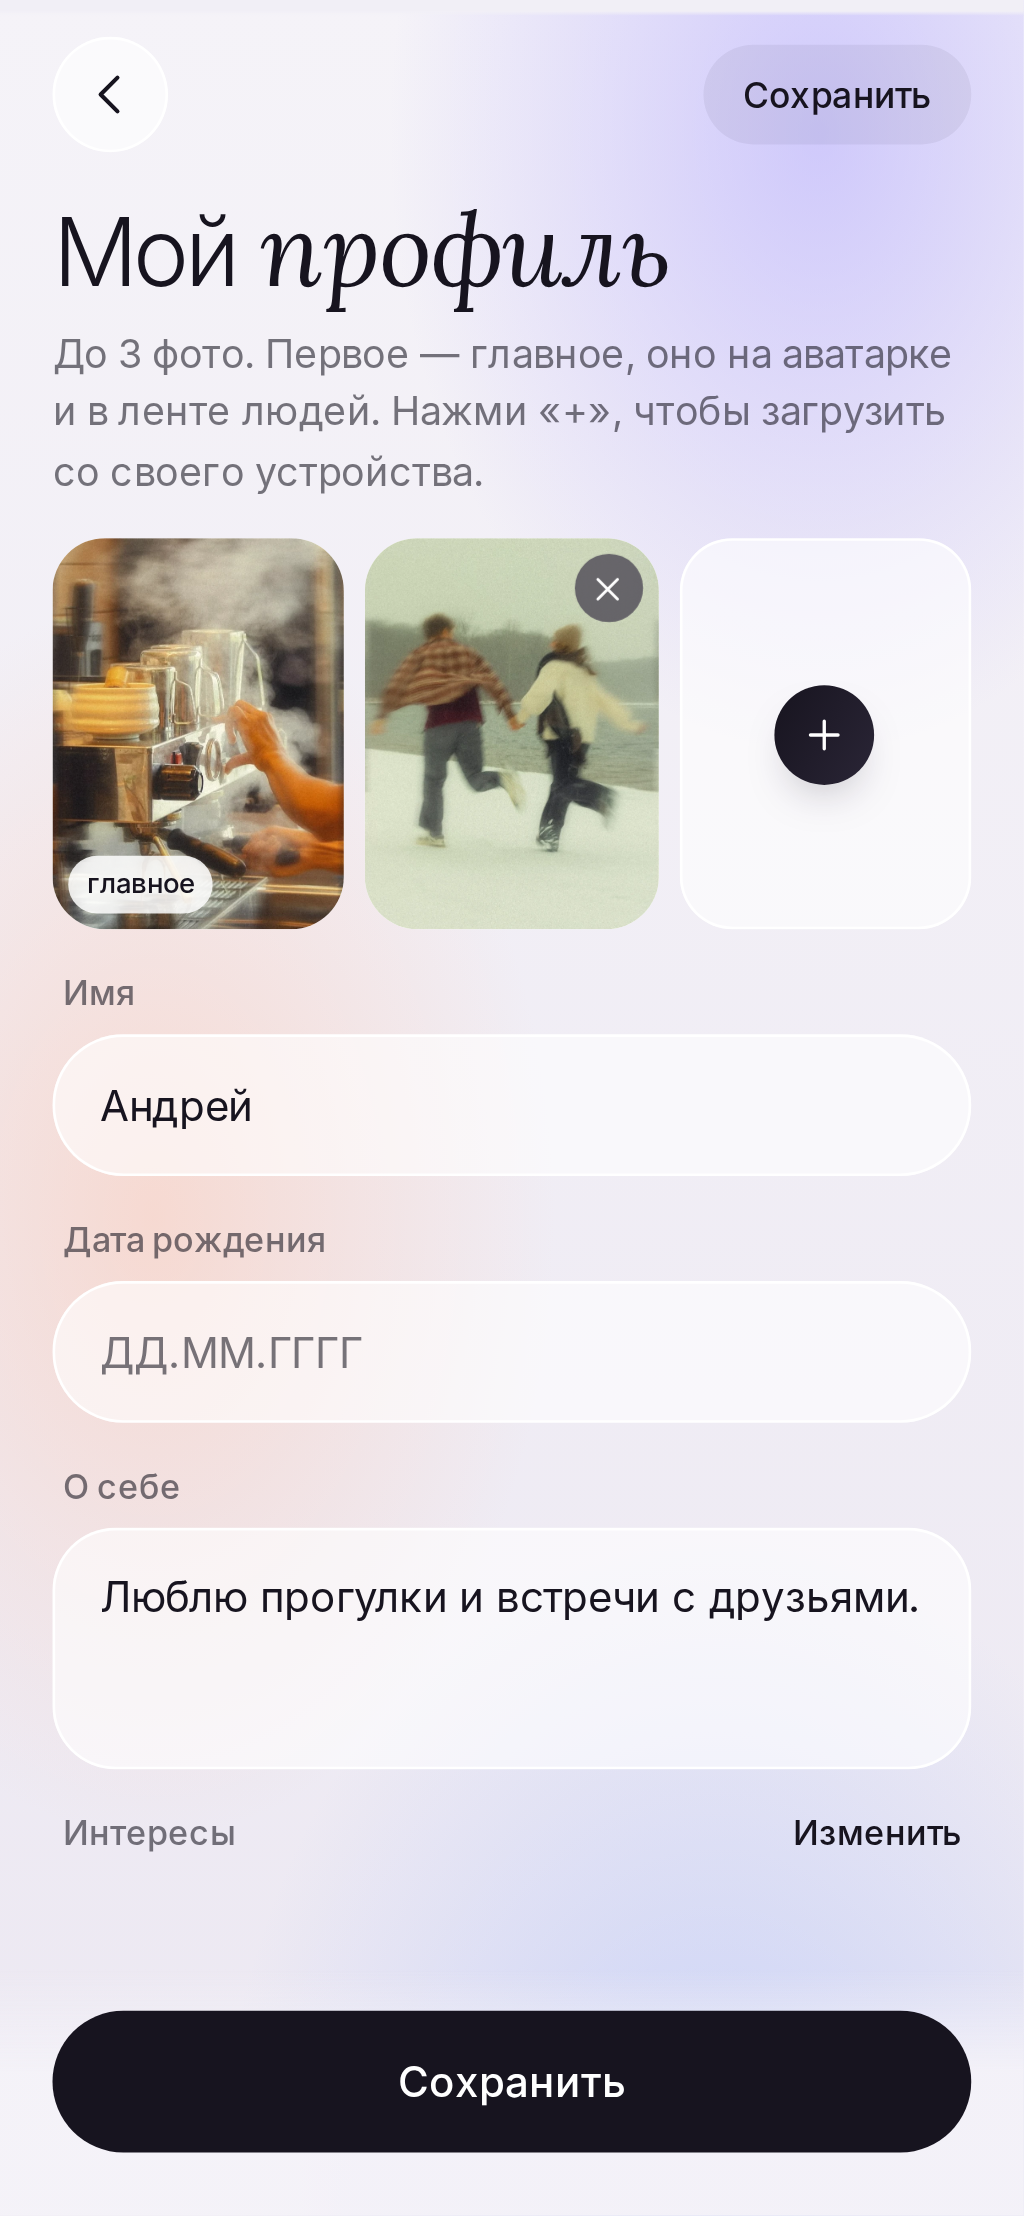 Сохранить
Мой профиль
До 3 фото. Первое — главное, оно на аватарке
и в ленте людей. Нажми «+», чтобы загрузить
со своего устройства.
главное
Имя
Андрей
Дата рождения
ДД.ММ.ГГГГ
О себе
Люблю прогулки и встречи с друзьями.
Интересы
Изменить
Сохранить